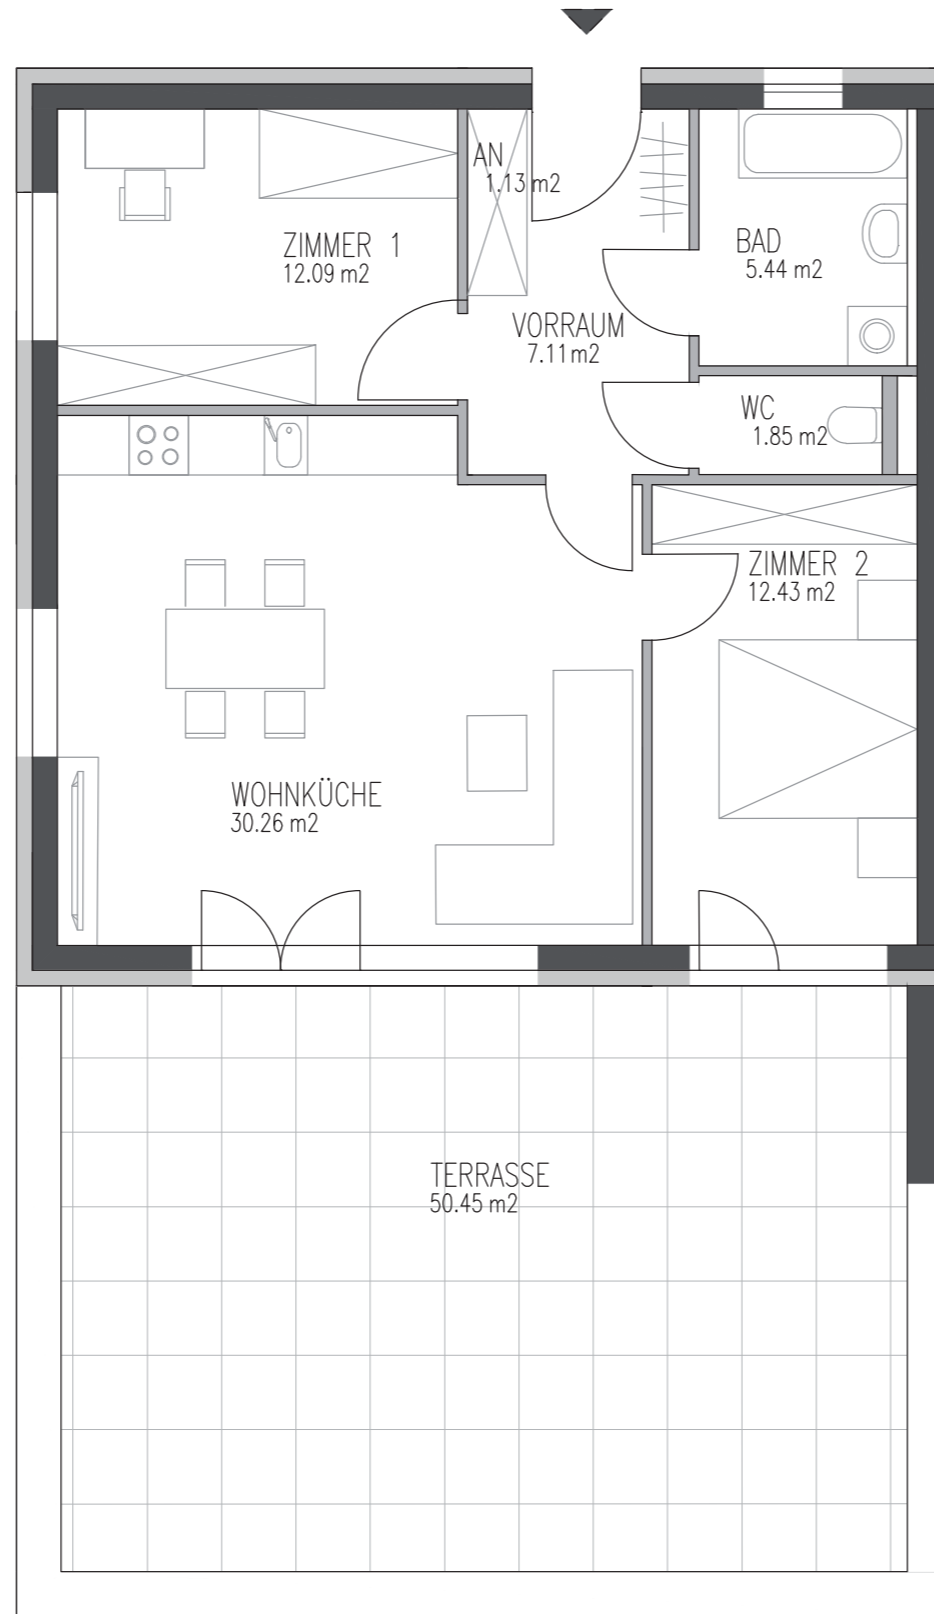 AN
1.13 m2
ZIMMER 1
12.09 m2
BAD
5.44 m2
VORRAUM
7.11 m2
WC
1.85 m2
ZIMMER 2
12.43 m2
WOHNKÜCHE
30.26 m2
TERRASSE
50.45 m2